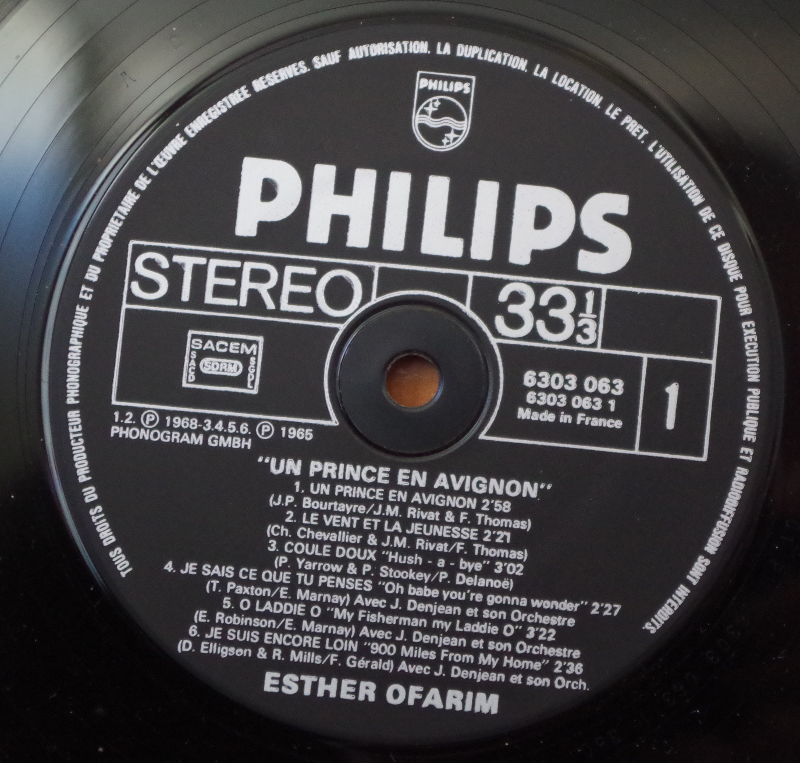 TOUS DROITS DU PRODUCTEUR PHONOGRAPHIQUE ET DU PROPRIETAIRE DE L'ŒUVRE ENREGISTREE RESERVES. SAUF AUTORISATION, LA DUPLICATION, LA LOCATION, LE PRET, L'UTILISATION DE CE DISQUE POUR EXECUTION PUBLIQUE ET RADIODIFFUSION SONT INTERDITS.
PHILIPS
PHILIPS
STEREO
33 1/3
SACEM
SACD SDRM SGDL
6303 063
6303 063 1
Made in France
1
1.2. ℗ 1968-3.4.5.6. ℗ 1965
PHONOGRAM GMBH
"UN PRINCE EN AVIGNON"
1. UN PRINCE EN AVIGNON 2'58
(J.P. Bourtayre/J.M. Rivat & F. Thomas)
2. LE VENT ET LA JEUNESSE 2'21
(Ch. Chevallier & J.M. Rivat/F. Thomas)
3. COULE DOUX "Hush - a - bye" 3'02
(P. Yarrow & P. Stookey/P. Delanoë)
4. JE SAIS CE QUE TU PENSES "Oh babe you're gonna wonder" 2'27
(T. Paxton/E. Marnay) Avec J. Denjean et son Orchestre
5. O LADDIE O "My Fisherman my Laddie O" 3'22
(E. Robinson/E. Marnay) Avec J. Denjean et son Orchestre
6. JE SUIS ENCORE LOIN "900 Miles From My Home" 2'36
(D. Elligson & R. Mills/F. Gérald) Avec J. Denjean et son Orch.
ESTHER OFARIM